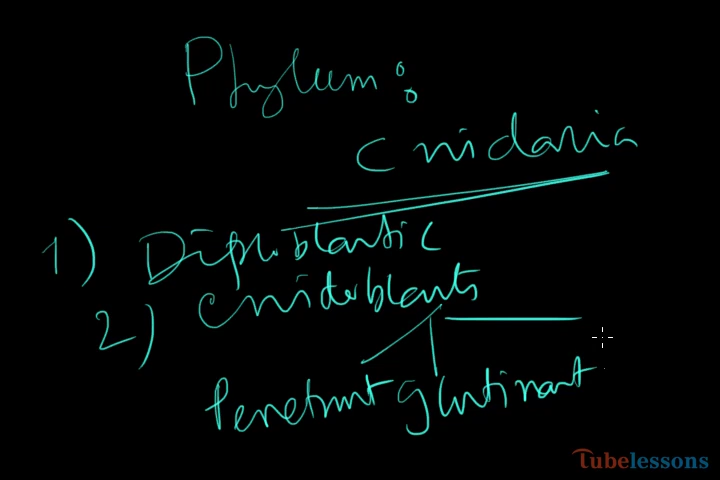 Phylum:
Cnidaria
1) Diploblastic
2) Cnidoblasts
Penetrant glutinant
Tubelessons